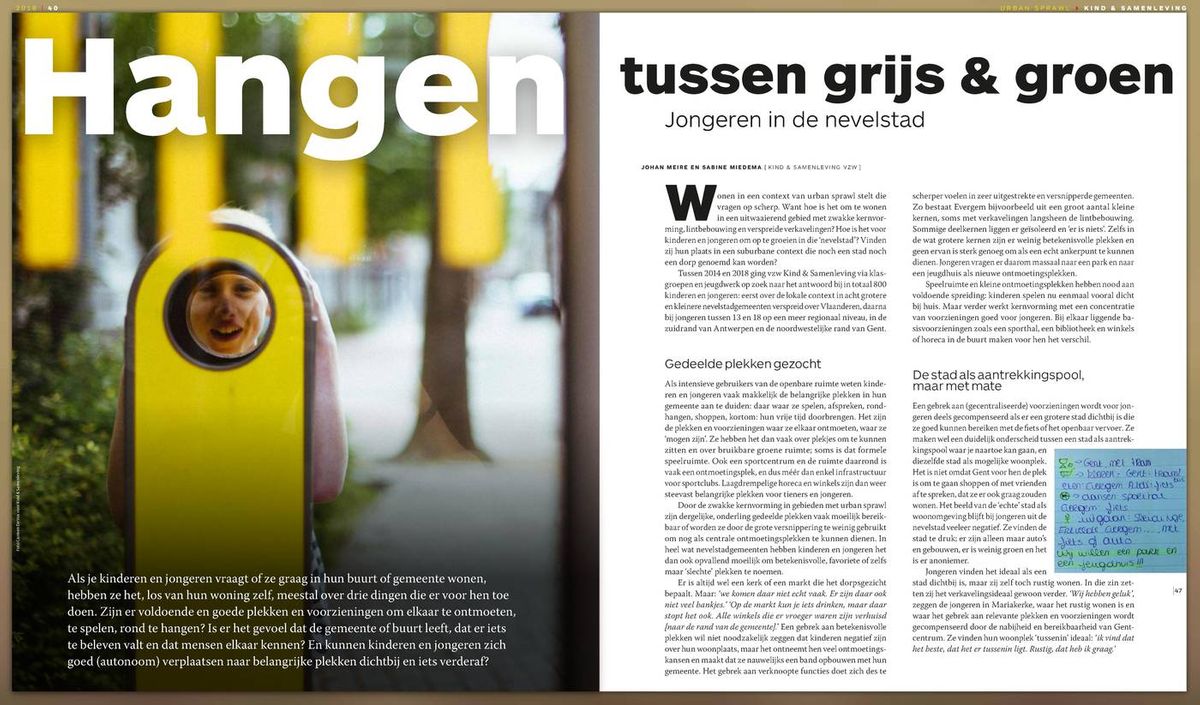 2018 | 40
URBAN SPRAWL > KIND & SAMENLEVING
Hangen
tussen grijs & groen
Jongeren in de nevelstad
Als je kinderen en jongeren vraagt of ze graag in hun buurt of gemeente wonen,
hebben ze het, los van hun woning zelf, meestal over drie dingen die er voor hen toe
doen. Zijn er voldoende en goede plekken en voorzieningen om elkaar te ontmoeten,
te spelen, rond te hangen? Is er het gevoel dat de gemeente of buurt leeft, dat er iets
te beleven valt en dat mensen elkaar kennen? En kunnen kinderen en jongeren zich
goed (autonoom) verplaatsen naar belangrijke plekken dichtbij en iets verderaf?
JOHAN MEIRE EN SABINE MIEDEMA [ KIND & SAMENLEVING VZW ]
Wonen in een context van urban sprawl stelt die
vragen op scherp. Want hoe is het om te wonen
in een uitwaaierend gebied met zwakke kernvor-
ming, lintbebouwing en verspreide verkavelingen? Hoe is het voor
kinderen en jongeren om op te groeien in die 'nevelstad'? Vinden
zij hun plaats in een suburbane context die noch een stad noch
een dorp genoemd kan worden?
Tussen 2014 en 2018 ging vzw Kind & Samenleving via klas-
groepen en jeugdwerk op zoek naar het antwoord bij in totaal 800
kinderen en jongeren: eerst over de lokale context in acht grotere
en kleinere nevelstadgemeenten verspreid over Vlaanderen, daarna
bij jongeren tussen 13 en 18 op een meer regionaal niveau, in de
zuidrand van Antwerpen en de noordwestelijke rand van Gent.
Gedeelde plekken gezocht
Als intensieve gebruikers van de openbare ruimte weten kinde-
ren en jongeren vaak makkelijk de belangrijke plekken in hun
gemeente aan te duiden: daar waar ze spelen, afspreken, rond-
hangen, shoppen, kortom: hun vrije tijd doorbrengen. Het zijn
de plekken en voorzieningen waar ze elkaar ontmoeten, waar ze
'mogen zijn'. Ze hebben het dan vaak over plekjes om te kunnen
zitten en over bruikbare groene ruimte; soms is dat formele
speelruimte. Ook een sportcentrum en de ruimte daarrond is
vaak een ontmoetingsplek, en dus méér dan enkel infrastructuur
voor sportclubs. Laagdrempelige horeca en winkels zijn dan weer
steevast belangrijke plekken voor tieners en jongeren.
Door de zwakke kernvorming in gebieden met urban sprawl
zijn dergelijke, onderling gedeelde plekken vaak moeilijk bereik-
baar of worden ze door de grote versnippering te weinig gebruikt
om nog als centrale ontmoetingsplekken te kunnen dienen. In
heel wat nevelstadgemeenten hebben kinderen en jongeren het
dan ook opvallend moeilijk om betekenisvolle, favoriete of zelfs
maar 'slechte' plekken te noemen.
Er is altijd wel een kerk of een markt die het dorpsgezicht
bepaalt. Maar: 'we komen daar niet echt vaak. Er zijn daar ook
niet veel bankjes.' 'Op de markt kun je iets drinken, maar daar
stopt het ook. Alle winkels die er vroeger waren zijn verhuisd
[naar de rand van de gemeente].' Een gebrek aan betekenisvolle
plekken wil niet noodzakelijk zeggen dat kinderen negatief zijn
over hun woonplaats, maar het ontneemt hen veel ontmoetings-
kansen en maakt dat ze nauwelijks een band opbouwen met hun
gemeente. Het gebrek aan verknoopte functies doet zich des te
scherper voelen in zeer uitgestrekte en versnipperde gemeenten.
Zo bestaat Evergem bijvoorbeeld uit een groot aantal kleine
kernen, soms met verkavelingen langsheen de lintbebouwing.
Sommige deelkernen liggen er geïsoleerd en 'er is niets'. Zelfs in
de wat grotere kernen zijn er weinig betekenisvolle plekken en
geen ervan is sterk genoeg om als een echt ankerpunt te kunnen
dienen. Jongeren vragen er daarom massaal naar een park en naar
een jeugdhuis als nieuwe ontmoetingsplekken.
Speelruimte en kleine ontmoetingsplekken hebben nood aan
voldoende spreiding: kinderen spelen nu eenmaal vooral dicht
bij huis. Maar verder werkt kernvorming met een concentratie
van voorzieningen goed voor jongeren. Bij elkaar liggende ba-
sisvoorzieningen zoals een sporthal, een bibliotheek en winkels
of horeca in de buurt maken voor hen het verschil.
De stad als aantrekkingspool,
maar met mate
Een gebrek aan (gecentraliseerde) voorzieningen wordt voor jon-
geren deels gecompenseerd als er een grotere stad dichtbij is die
ze goed kunnen bereiken met de fiets of het openbaar vervoer. Ze
maken wel een duidelijk onderscheid tussen een stad als aantrek-
kingspool waar je naartoe kan gaan, en
diezelfde stad als mogelijke woonplek.
Het is niet omdat Gent voor hen de plek
is om te gaan shoppen of met vrienden
af te spreken, dat ze er ook graag zouden
wonen. Het beeld van de 'echte' stad als
woonomgeving blijft bij jongeren uit de
nevelstad veeleer negatief. Ze vinden de
stad te druk: er zijn alleen maar auto's
en gebouwen, er is weinig groen en het
is er anoniemer.
Jongeren vinden het ideaal als een
stad dichtbij is, maar zij zelf toch rustig wonen. In die zin zet-
ten zij het verkavelingsideaal gewoon verder. 'Wij hebben geluk',
zeggen de jongeren in Mariakerke, waar het rustig wonen is en
waar het gebrek aan relevante plekken en voorzieningen wordt
gecompenseerd door de nabijheid en bereikbaarheid van Gent-
centrum. Ze vinden hun woonplek 'tussenin' ideaal: 'ik vind dat
het beste, dat het er tussenin ligt. Rustig, dat heb ik graag.'
Gent met tram
fiets of auto
wij willen een park en
een jeugdhuis!!!
47